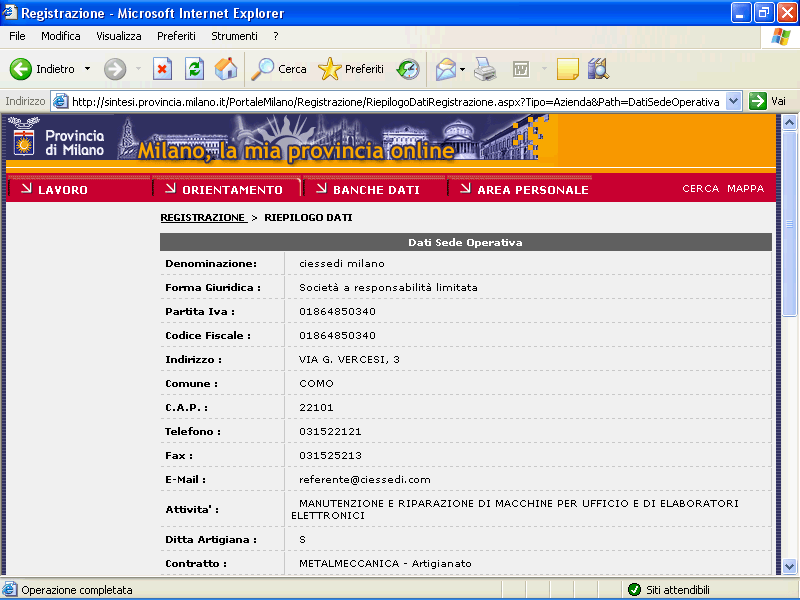 Registrazione - Microsoft Internet Explorer
File Modifica Visualizza Preferiti Strumenti ?
Indietro Cerca Preferiti
Indirizzo http://sintesi.provincia.milano.it/PortaleMilano/Registrazione/RiepilogoDatiRegistrazione.aspx?Tipo=Azienda&Path=DatiSedeOperativa Vai
Provincia
di Milano
Milano, la mia provincia online
LAVORO ORIENTAMENTO BANCHE DATI AREA PERSONALE CERCA MAPPA
REGISTRAZIONE > RIEPILOGO DATI
Dati Sede Operativa
Denominazione: ciessedi milano
Forma Giuridica : Società a responsabilità limitata
Partita Iva : 01864850340
Codice Fiscale : 01864850340
Indirizzo : VIA G. VERCESI, 3
Comune : COMO
C.A.P. : 22101
Telefono : 031522121
Fax : 031525213
E-Mail : referente@ciessedi.com
Attivita' : MANUTENZIONE E RIPARAZIONE DI MACCHINE PER UFFICIO E DI ELABORATORI
ELETTRONICI
Ditta Artigiana : S
Contratto : METALMECCANICA - Artigianato
Operazione completata Siti attendibili